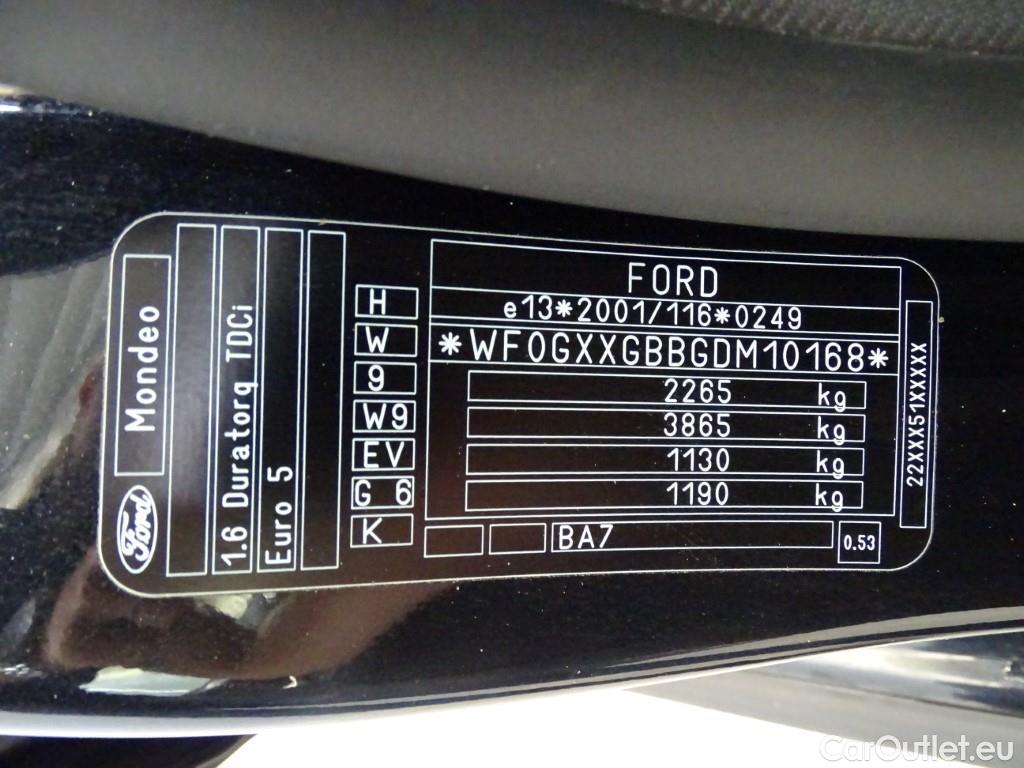 Ford
Mondeo
1.6 Duratorq TDCi
Euro 5
H
W
9
W9
EV
G 6
K
FORD
e13*2001/116*0249
*WF0GXXGBBGDM10168*
2265 kg
3865 kg
1130 kg
1190 kg
BA7
0.53
22XXX51XXXXX
CarOutlet.eu